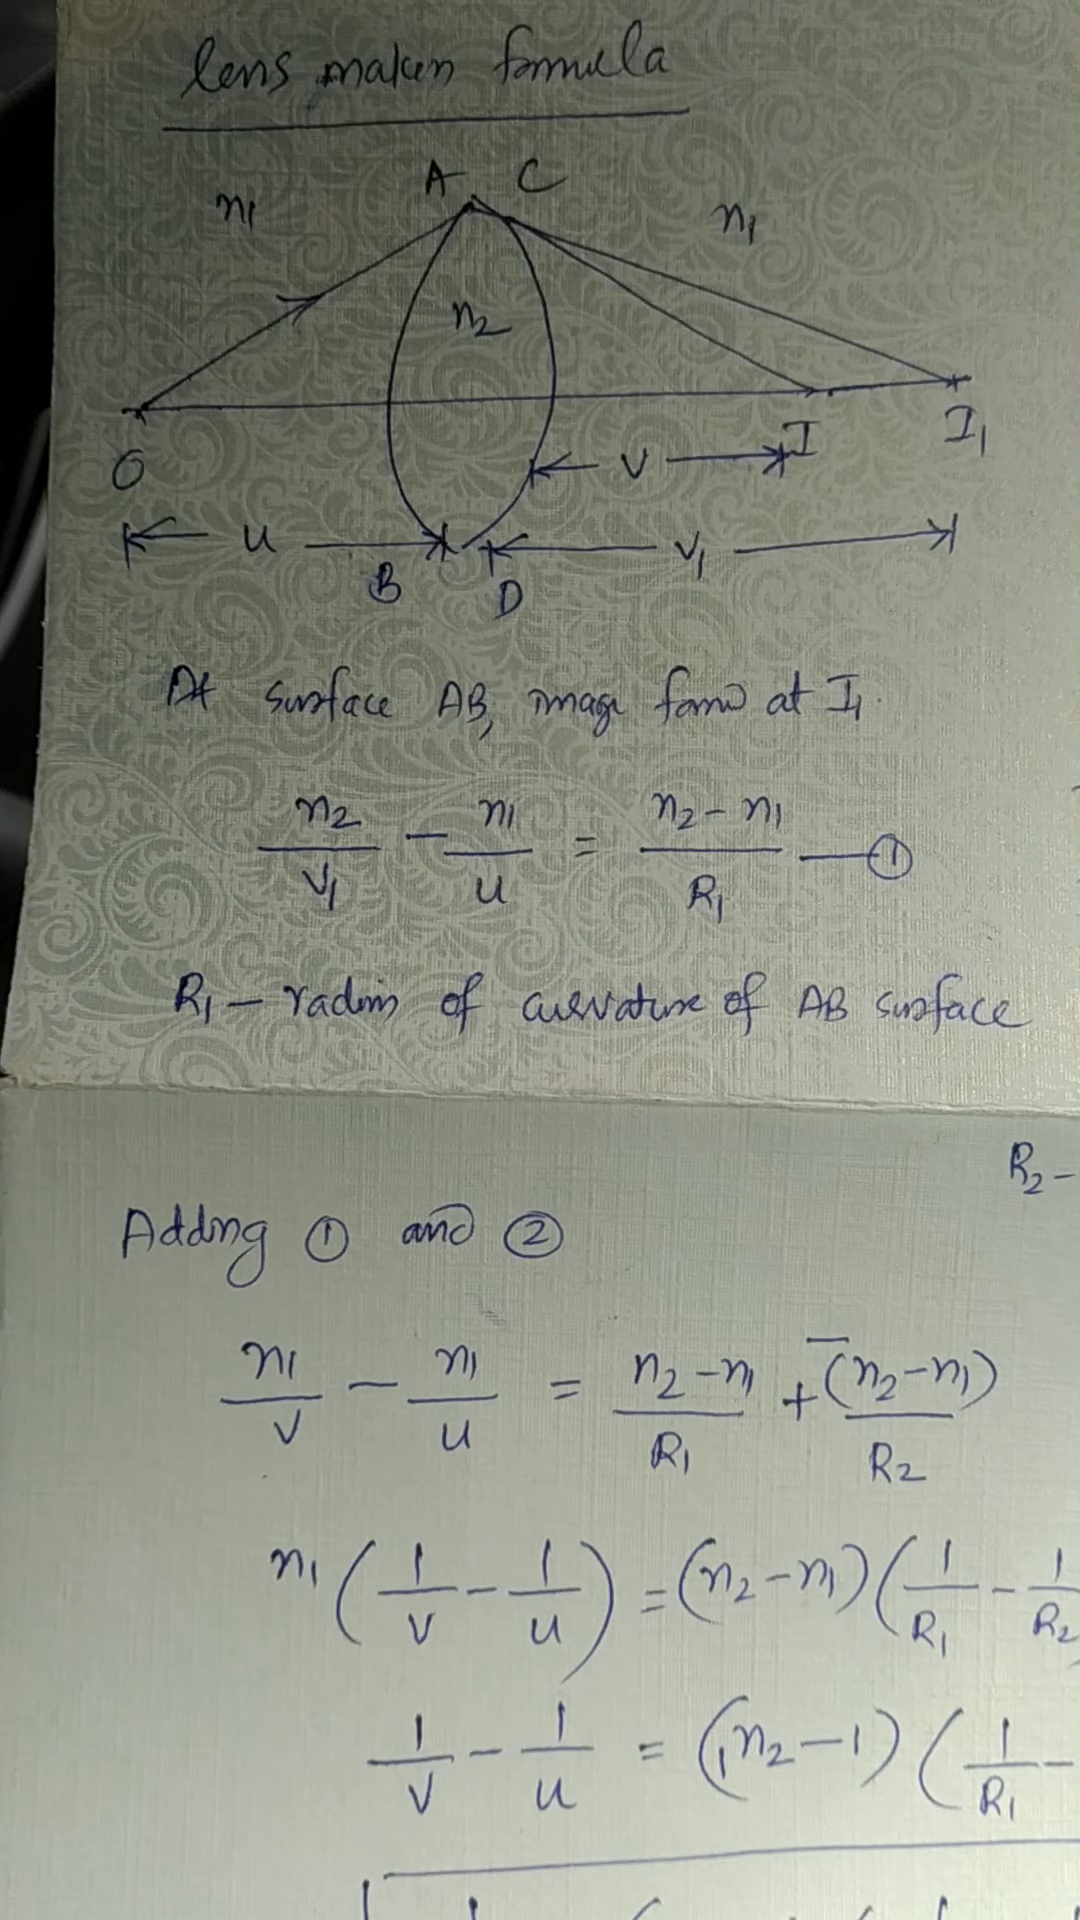 lens maker formula
A C
n1 n1
n2
O I I1
V
u V1
B D
At surface AB, image form at I1.
n2/V1 - n1/u = n2-n1/R1 —①
R1 - radius of curvature of AB surface
R2 -
Adding ① and ②
n1/V - n1/u = n2-n1/R1 + -(n2-n1)/R2
n1 (1/V - 1/u) = (n2-n1) (1/R1 - 1/R2
1/V - 1/u = (1n2-1) (1/R1 -